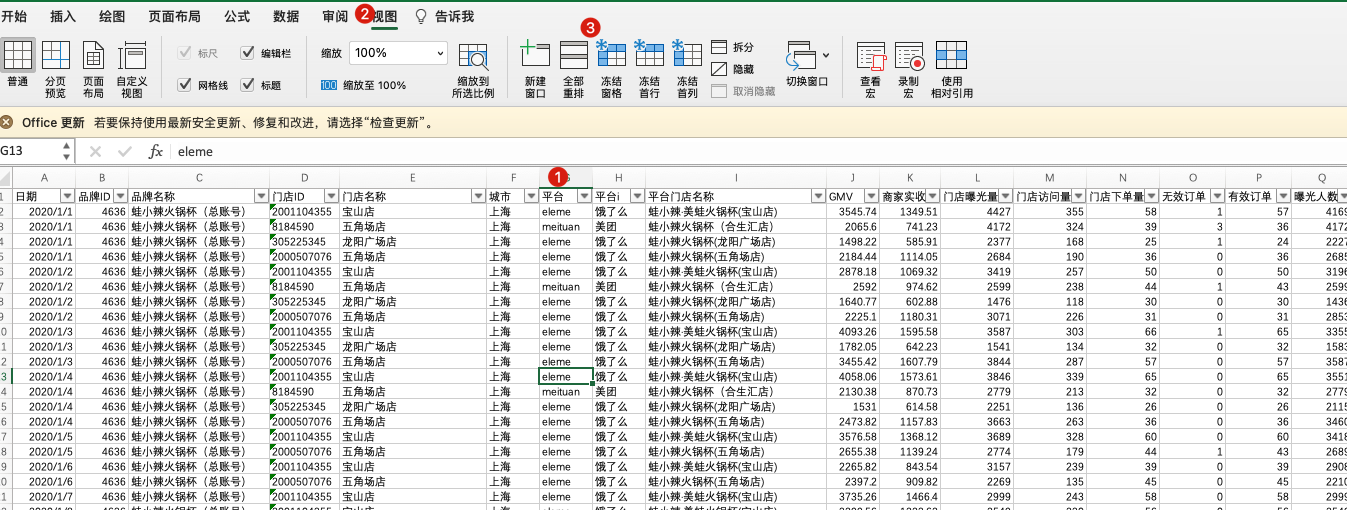 开始 插入 绘图 页面布局 公式 数据 审阅 2 视图 告诉我
3
标尺 编辑栏 缩放 100% 拆分
网格线 标题 100 缩放至 100% 隐藏
普通 分页预览 页面布局 自定义视图 缩放到所选比例 新建窗口 全部重排 冻结窗格 冻结首行 冻结首列 取消隐藏 切换窗口 查看宏 录制宏 使用相对引用
Office 更新 若要保持使用最新安全更新、修复和改进，请选择“检查更新”。
G13 fx eleme
1
A B C D E F H I J K L M N O P Q
日期 品牌ID 品牌名称 门店ID 门店名称 城市 平台 平台i 平台门店名称 GMV 商家实收 门店曝光量 门店访问量 门店下单量 无效订单 有效订单 曝光人数
2020/1/1 4636 蛙小辣火锅杯（总账号） 2001104355 宝山店 上海 eleme 饿了么 蛙小辣·美蛙火锅杯(宝山店) 3545.74 1349.51 4427 355 58 1 57 4169
2020/1/1 4636 蛙小辣火锅杯（总账号） 8184590 五角场店 上海 meituan 美团 蛙小辣火锅杯（合生汇店） 2065.6 741.23 4172 324 39 3 36 4172
2020/1/1 4636 蛙小辣火锅杯（总账号） 305225345 龙阳广场店 上海 eleme 饿了么 蛙小辣火锅杯(龙阳广场店) 1498.22 585.91 2377 168 25 1 24 2227
2020/1/1 4636 蛙小辣火锅杯（总账号） 2000507076 五角场店 上海 eleme 饿了么 蛙小辣火锅杯(五角场店) 2184.44 1114.05 2684 190 36 0 36 2685
2020/1/2 4636 蛙小辣火锅杯（总账号） 2001104355 宝山店 上海 eleme 饿了么 蛙小辣·美蛙火锅杯(宝山店) 2878.18 1069.32 3419 257 50 0 50 3196
2020/1/2 4636 蛙小辣火锅杯（总账号） 8184590 五角场店 上海 meituan 美团 蛙小辣火锅杯（合生汇店） 2592 974.62 2599 238 44 1 43 2599
2020/1/2 4636 蛙小辣火锅杯（总账号） 305225345 龙阳广场店 上海 eleme 饿了么 蛙小辣火锅杯(龙阳广场店) 1640.77 602.88 1476 118 30 0 30 1436
2020/1/2 4636 蛙小辣火锅杯（总账号） 2000507076 五角场店 上海 eleme 饿了么 蛙小辣火锅杯(五角场店) 2225.1 1180.31 3071 226 31 0 31 2853
2020/1/3 4636 蛙小辣火锅杯（总账号） 2001104355 宝山店 上海 eleme 饿了么 蛙小辣·美蛙火锅杯(宝山店) 4093.26 1595.58 3587 303 66 1 65 3355
2020/1/3 4636 蛙小辣火锅杯（总账号） 305225345 龙阳广场店 上海 eleme 饿了么 蛙小辣火锅杯(龙阳广场店) 1782.05 642.23 1541 134 32 0 32 1583
2020/1/3 4636 蛙小辣火锅杯（总账号） 2000507076 五角场店 上海 eleme 饿了么 蛙小辣火锅杯(五角场店) 3455.42 1607.79 3844 287 57 0 57 3587
2020/1/4 4636 蛙小辣火锅杯（总账号） 2001104355 宝山店 上海 eleme 饿了么 蛙小辣·美蛙火锅杯(宝山店) 4058.06 1573.61 3846 339 65 0 65 3551
2020/1/4 4636 蛙小辣火锅杯（总账号） 8184590 五角场店 上海 meituan 美团 蛙小辣火锅杯（合生汇店） 2130.38 870.73 2779 213 32 0 32 2779
2020/1/4 4636 蛙小辣火锅杯（总账号） 305225345 龙阳广场店 上海 eleme 饿了么 蛙小辣火锅杯(龙阳广场店) 1531 614.58 2251 136 26 0 26 2115
2020/1/4 4636 蛙小辣火锅杯（总账号） 2000507076 五角场店 上海 eleme 饿了么 蛙小辣火锅杯(五角场店) 2473.82 1157.83 3663 263 36 0 36 3460
2020/1/5 4636 蛙小辣火锅杯（总账号） 2001104355 宝山店 上海 eleme 饿了么 蛙小辣·美蛙火锅杯(宝山店) 3576.58 1368.12 3689 328 60 0 60 3418
2020/1/5 4636 蛙小辣火锅杯（总账号） 2000507076 五角场店 上海 eleme 饿了么 蛙小辣火锅杯(五角场店) 2655.38 1139.24 2774 179 44 1 43 2689
2020/1/6 4636 蛙小辣火锅杯（总账号） 2001104355 宝山店 上海 eleme 饿了么 蛙小辣·美蛙火锅杯(宝山店) 2265.82 843.54 3157 239 39 0 39 2908
2020/1/6 4636 蛙小辣火锅杯（总账号） 2000507076 五角场店 上海 eleme 饿了么 蛙小辣火锅杯(五角场店) 2397.2 909.82 2269 135 45 0 45 2210
2020/1/7 4636 蛙小辣火锅杯（总账号） 2001104355 宝山店 上海 eleme 饿了么 蛙小辣·美蛙火锅杯(宝山店) 3735.26 1466.4 2999 243 58 0 58